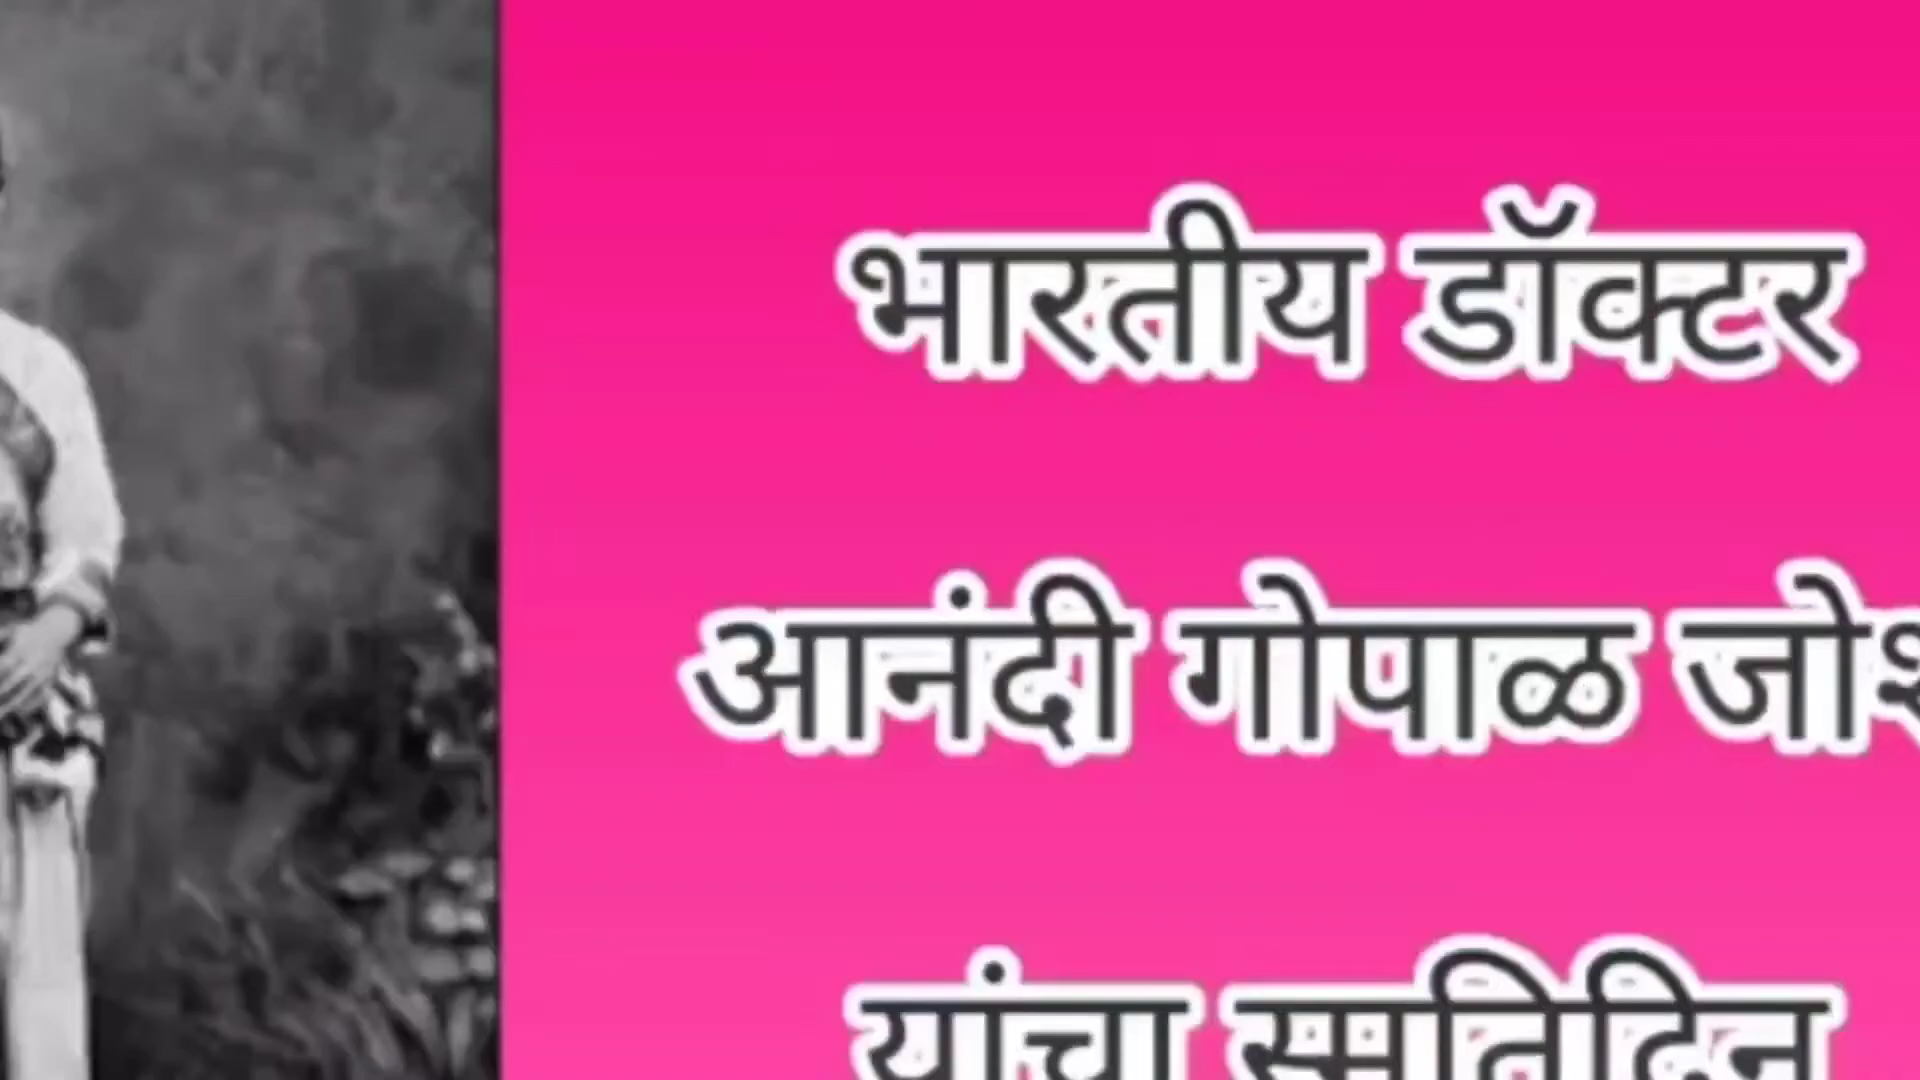 भारतीय डॉक्टर
आनंदी गोपाळ
यांचा स्मृतिदिन